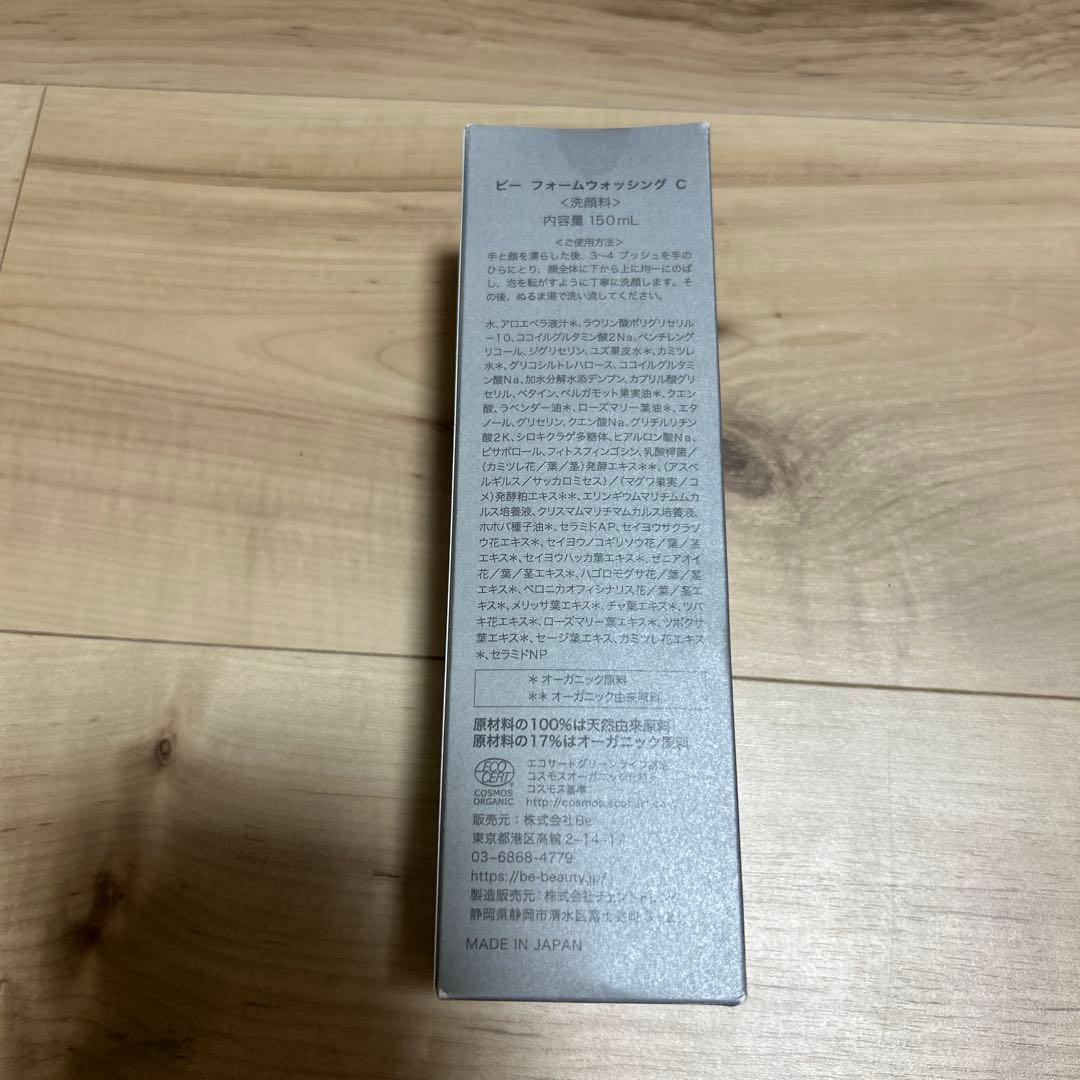 ビー フォームウォッシング C
＜洗顔料＞
内容量 150mL
＜ご使用方法＞
手と顔を濡らした後、3〜4 プッシュを手の
ひらにとり、顔全体に下から上に均一にのば
し、泡を転がすように丁寧に洗顔します。そ
の後、ぬるま湯で洗い流してください。
水、アロエベラ液汁＊、ラウリン酸ポリグリセリル
−10、ココイルグルタミン酸2Na、ペンチレング
リコール、ジグリセリン、ユズ果皮水＊、カミツレ
水＊、グリコシルトレハロース、ココイルグルタミ
ン酸Na、加水分解水添デンプン、カプリル酸グリ
セリル、ベタイン、ベルガモット果実油＊、クエン
酸、ラベンダー油＊、ローズマリー葉油＊、エタ
ノール、グリセリン、クエン酸Na、グリチルリチン
酸2K、シロキクラゲ多糖体、ヒアルロン酸Na、
ビサボロール、フィトスフィンゴシン、乳酸桿菌／
（カミツレ花／葉／茎）発酵エキス＊＊、（アスペ
ルギルス／サッカロミセス）／（マグワ果実／コ
メ）発酵粕エキス＊＊、エリンギウムマリチムムカ
ルス培養液、クリスマムマリチマムカルス培養液、
ホホバ種子油＊、セラミドAP、セイヨウサクラソ
ウ花エキス＊、セイヨウノコギリソウ花／葉／茎
エキス＊、セイヨウハッカ葉エキス＊、ゼニアオイ
花／葉／茎エキス＊、ハゴロモグサ花／葉／茎
エキス＊、ベロニカオフィシナリス花／葉／茎エ
キス＊、メリッサ葉エキス＊、チャ葉エキス＊、ツバ
キ花エキス＊、ローズマリー葉エキス＊、ツボクサ
葉エキス＊、セージ葉エキス、カミツレ花エキス
＊、セラミドNP
＊ オーガニック原料
＊＊ オーガニック由来原料
原材料の100%は天然由来原料
原材料の17%はオーガニック原料
ECO
CERT
COSMOS
ORGANIC
エコサートグリーンライフ認定
コスモスオーガニック化粧品
コスモス基準：
販売元：株式会社Be
東京都港区高輪 2−14−1
03−6868−4779
https://be-beauty.jp/
製造販売元：株式会社
静岡県静岡市清水区
MADE IN JAPAN